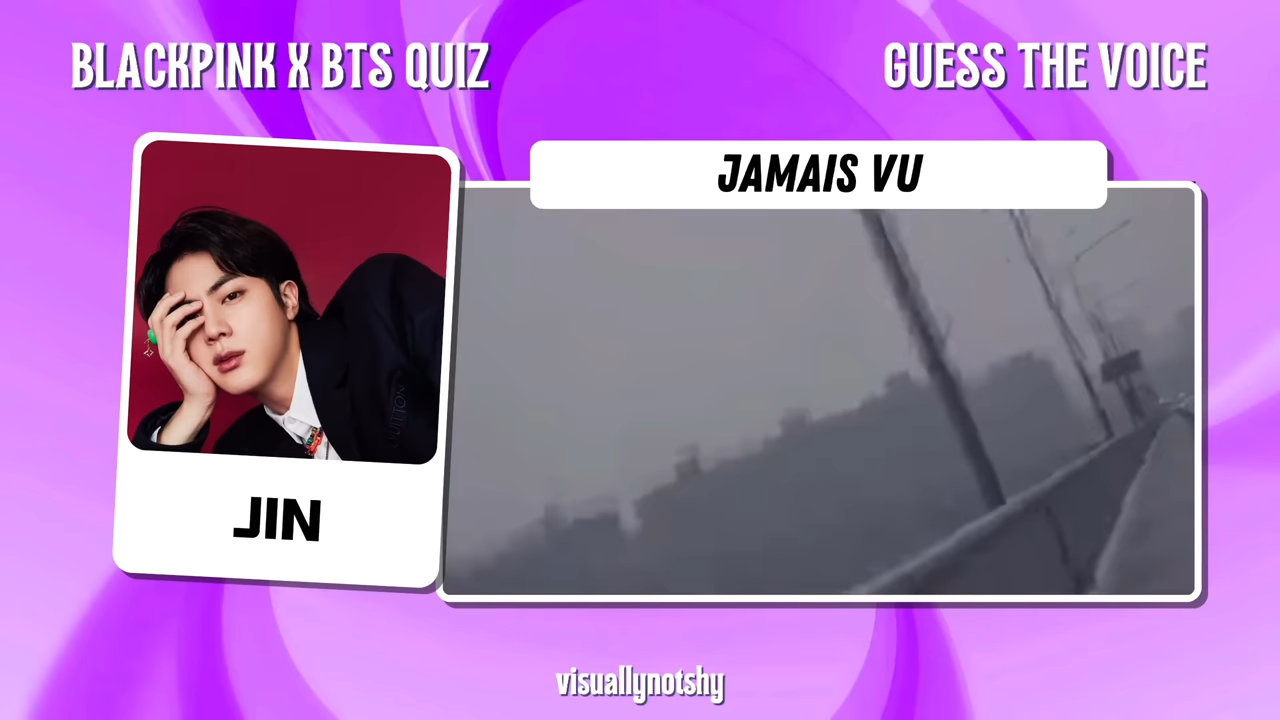 BLACKPINK X BTS QUIZ
GUESS THE VOICE
JAMAIS VU
JIN
visuallynotshy